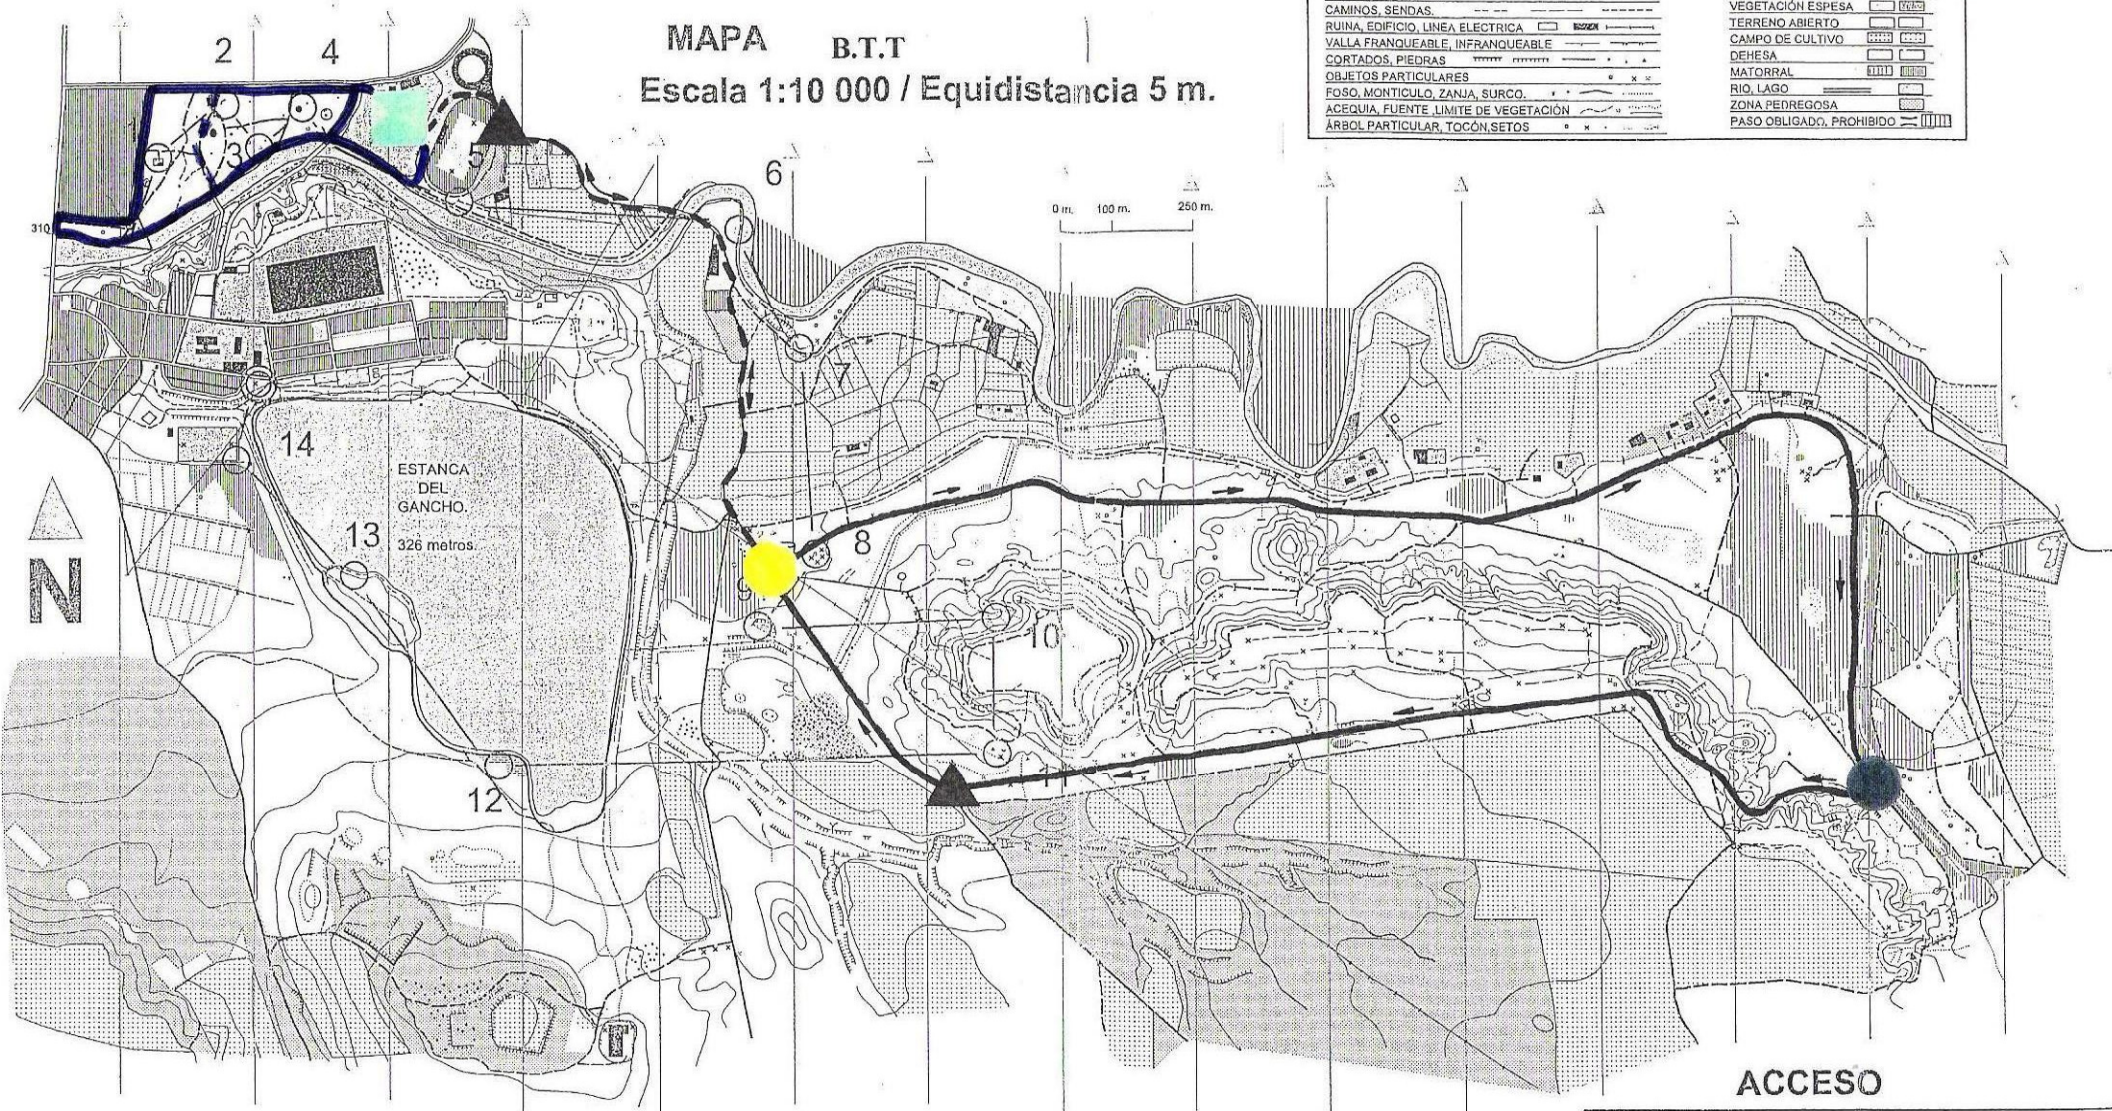 MAPA B.T.T
Escala 1:10 000 / Equidistancia 5 m.
CAMINOS, SENDAS.
RUINA, EDIFICIO, LINEA ELECTRICA
VALLA FRANQUEABLE, INFRANQUEABLE
CORTADOS, PIEDRAS
OBJETOS PARTICULARES
FOSO, MONTICULO, ZANJA, SURCO.
ACEQUIA, FUENTE ,LIMITE DE VEGETACIÓN
ÁRBOL PARTICULAR, TOCÓN,SETOS
VEGETACIÓN ESPESA
TERRENO ABIERTO
CAMPO DE CULTIVO
DEHESA
MATORRAL
RIO, LAGO
ZONA PEDREGOSA
PASO OBLIGADO, PROHIBIDO
2
4
1
3
5
6
310
0 m. 100 m. 250 m.
7
14
ESTANCA
DEL
GANCHO.
326 metros.
13
8
9
10
11
12
N
ACCESO